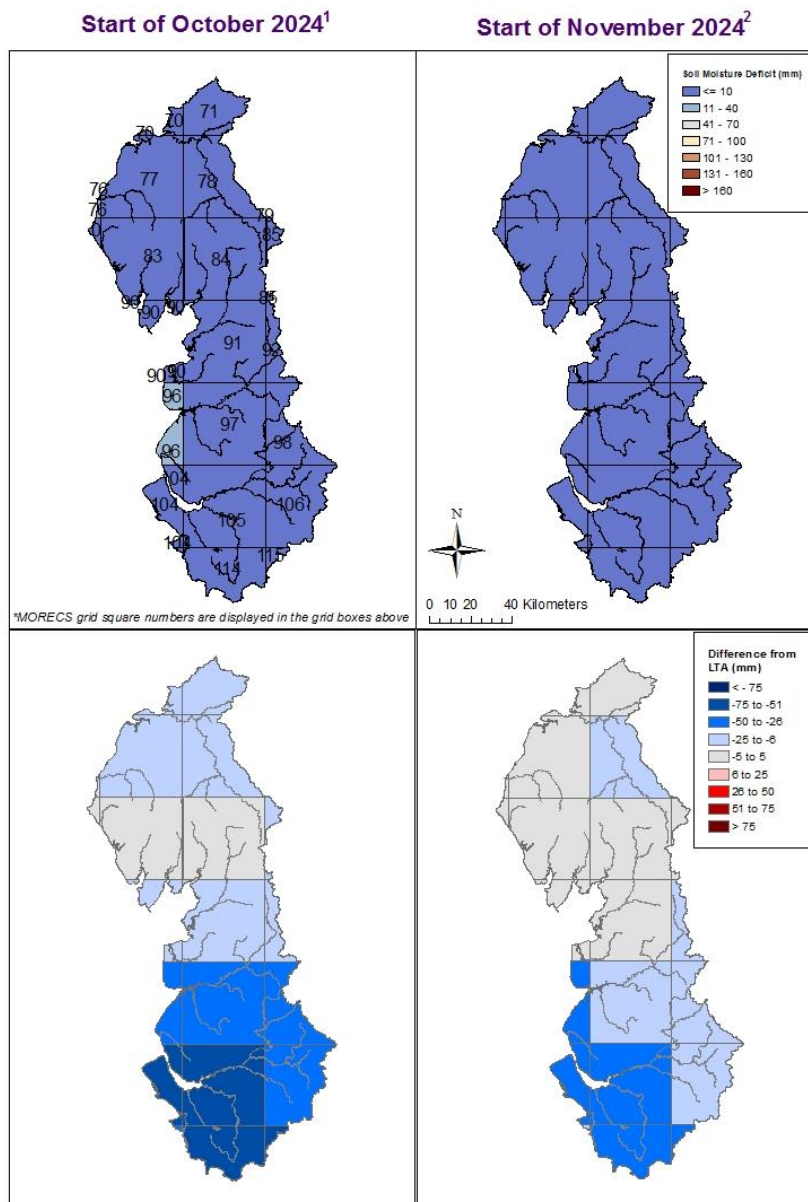 Start of October 2024¹
Start of November 2024²
Soil Moisture Deficit (mm)
<= 10
11 - 40
41 - 70
71 - 100
101 - 130
131 - 160
> 160
71
70
70
77
78
76
76
79
85
83
84
90
90
90
85
91
92
90
90
96
97
98
96
104
104
105
106
104
115
114
N
0 10 20 40 Kilometers
*MORECS grid square numbers are displayed in the grid boxes above
Difference from
LTA (mm)
< - 75
-75 to -51
-50 to -26
-25 to -6
-5 to 5
6 to 25
26 to 50
51 to 75
> 75